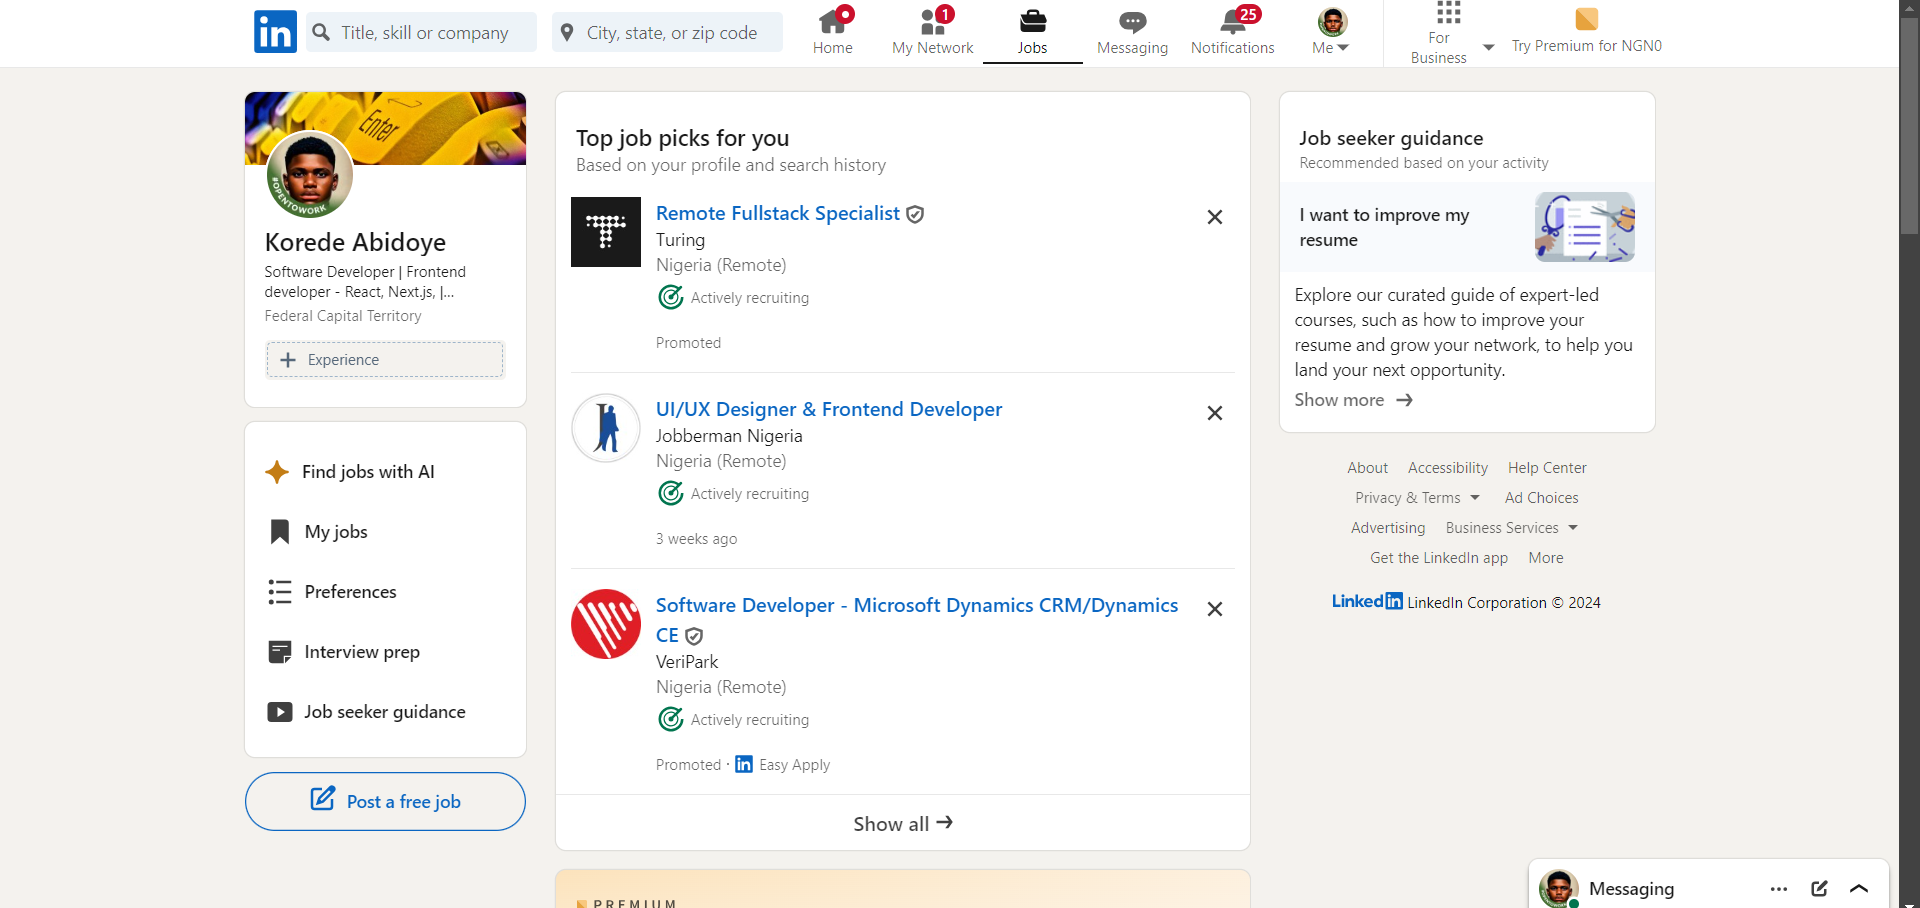 in
Title, skill or company
City, state, or zip code
Home
1
My Network
Jobs
Messaging
25
Notifications
Me
For
Business
Try Premium for NGN0
Enter
#OPENTOWORK
Korede Abidoye
Software Developer | Frontend
developer - React, Next.js, |...
Federal Capital Territory
Experience
Find jobs with AI
My jobs
Preferences
Interview prep
Job seeker guidance
Post a free job
Top job picks for you
Based on your profile and search history
Remote Fullstack Specialist
Turing
Nigeria (Remote)
Actively recruiting
Promoted
UI/UX Designer & Frontend Developer
Jobberman Nigeria
Nigeria (Remote)
Actively recruiting
3 weeks ago
Software Developer - Microsoft Dynamics CRM/Dynamics
CE
VeriPark
Nigeria (Remote)
Actively recruiting
Promoted · in Easy Apply
Show all
PREMIUM
Job seeker guidance
Recommended based on your activity
I want to improve my
resume
Explore our curated guide of expert-led
courses, such as how to improve your
resume and grow your network, to help you
land your next opportunity.
Show more
About Accessibility Help Center
Privacy & Terms Ad Choices
Advertising Business Services
Get the LinkedIn app More
LinkedIn LinkedIn Corporation © 2024
Messaging